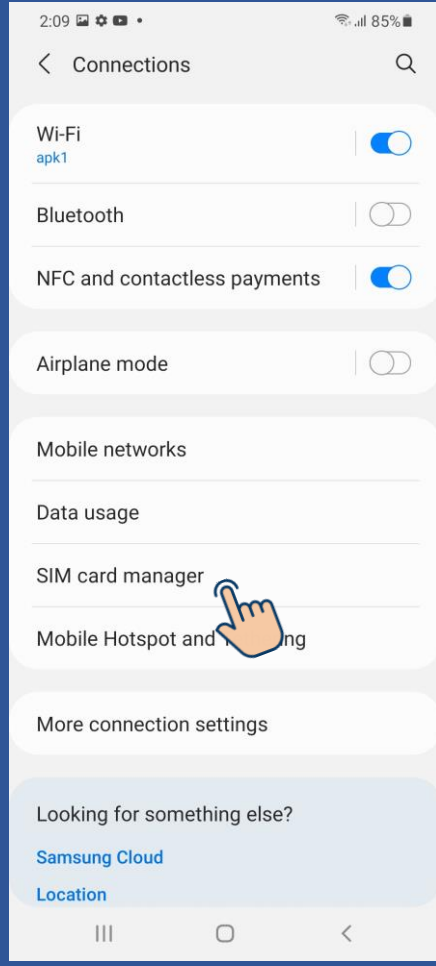 2:09 85%
Connections
Wi-Fi
apk1
Bluetooth
NFC and contactless payments
Airplane mode
Mobile networks
Data usage
SIM card manager
Mobile Hotspot and
More connection settings
Looking for something else?
Samsung Cloud
Location